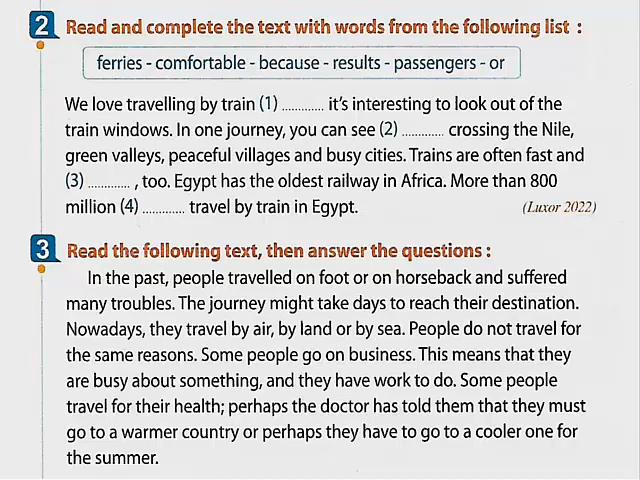 2 Read and complete the text with words from the following list :
ferries - comfortable - because - results - passengers - or
We love travelling by train (1) ............. it's interesting to look out of the
train windows. In one journey, you can see (2) ............. crossing the Nile,
green valleys, peaceful villages and busy cities. Trains are often fast and
(3) ............. , too. Egypt has the oldest railway in Africa. More than 800
million (4) ............. travel by train in Egypt. (Luxor 2022)
3 Read the following text, then answer the questions :
In the past, people travelled on foot or on horseback and suffered
many troubles. The journey might take days to reach their destination.
Nowadays, they travel by air, by land or by sea. People do not travel for
the same reasons. Some people go on business. This means that they
are busy about something, and they have work to do. Some people
travel for their health; perhaps the doctor has told them that they must
go to a warmer country or perhaps they have to go to a cooler one for
the summer.